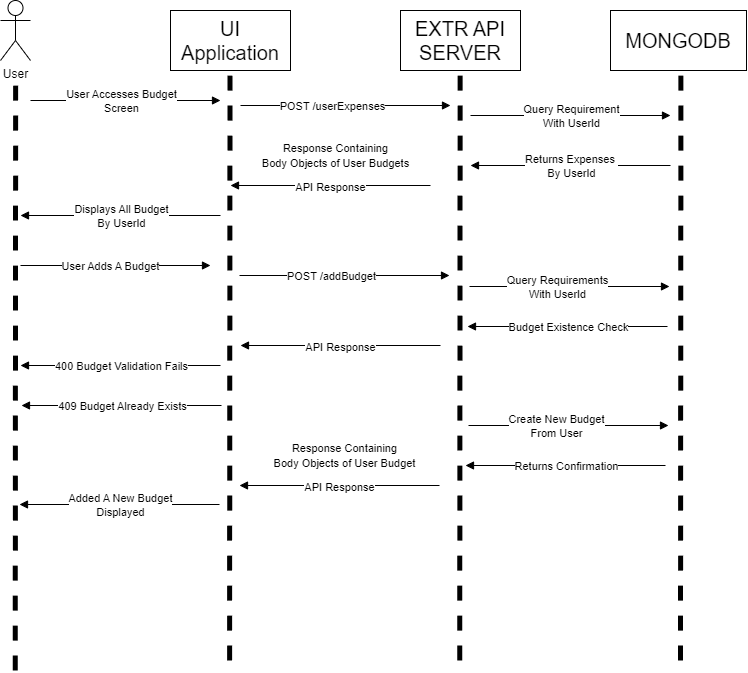 UI
Application
EXTR API
SERVER
MONGODB
User
User Accesses Budget
Screen
POST /userExpenses
Query Requirement
With UserId
Response Containing
Body Objects of User Budgets
Returns Expenses
By UserId
API Response
Displays All Budget
By UserId
User Adds A Budget
POST /addBudget
Query Requirements
With UserId
Budget Existence Check
API Response
400 Budget Validation Fails
409 Budget Already Exists
Create New Budget
From User
Response Containing
Body Objects of User Budget
Returns Confirmation
API Response
Added A New Budget
Displayed